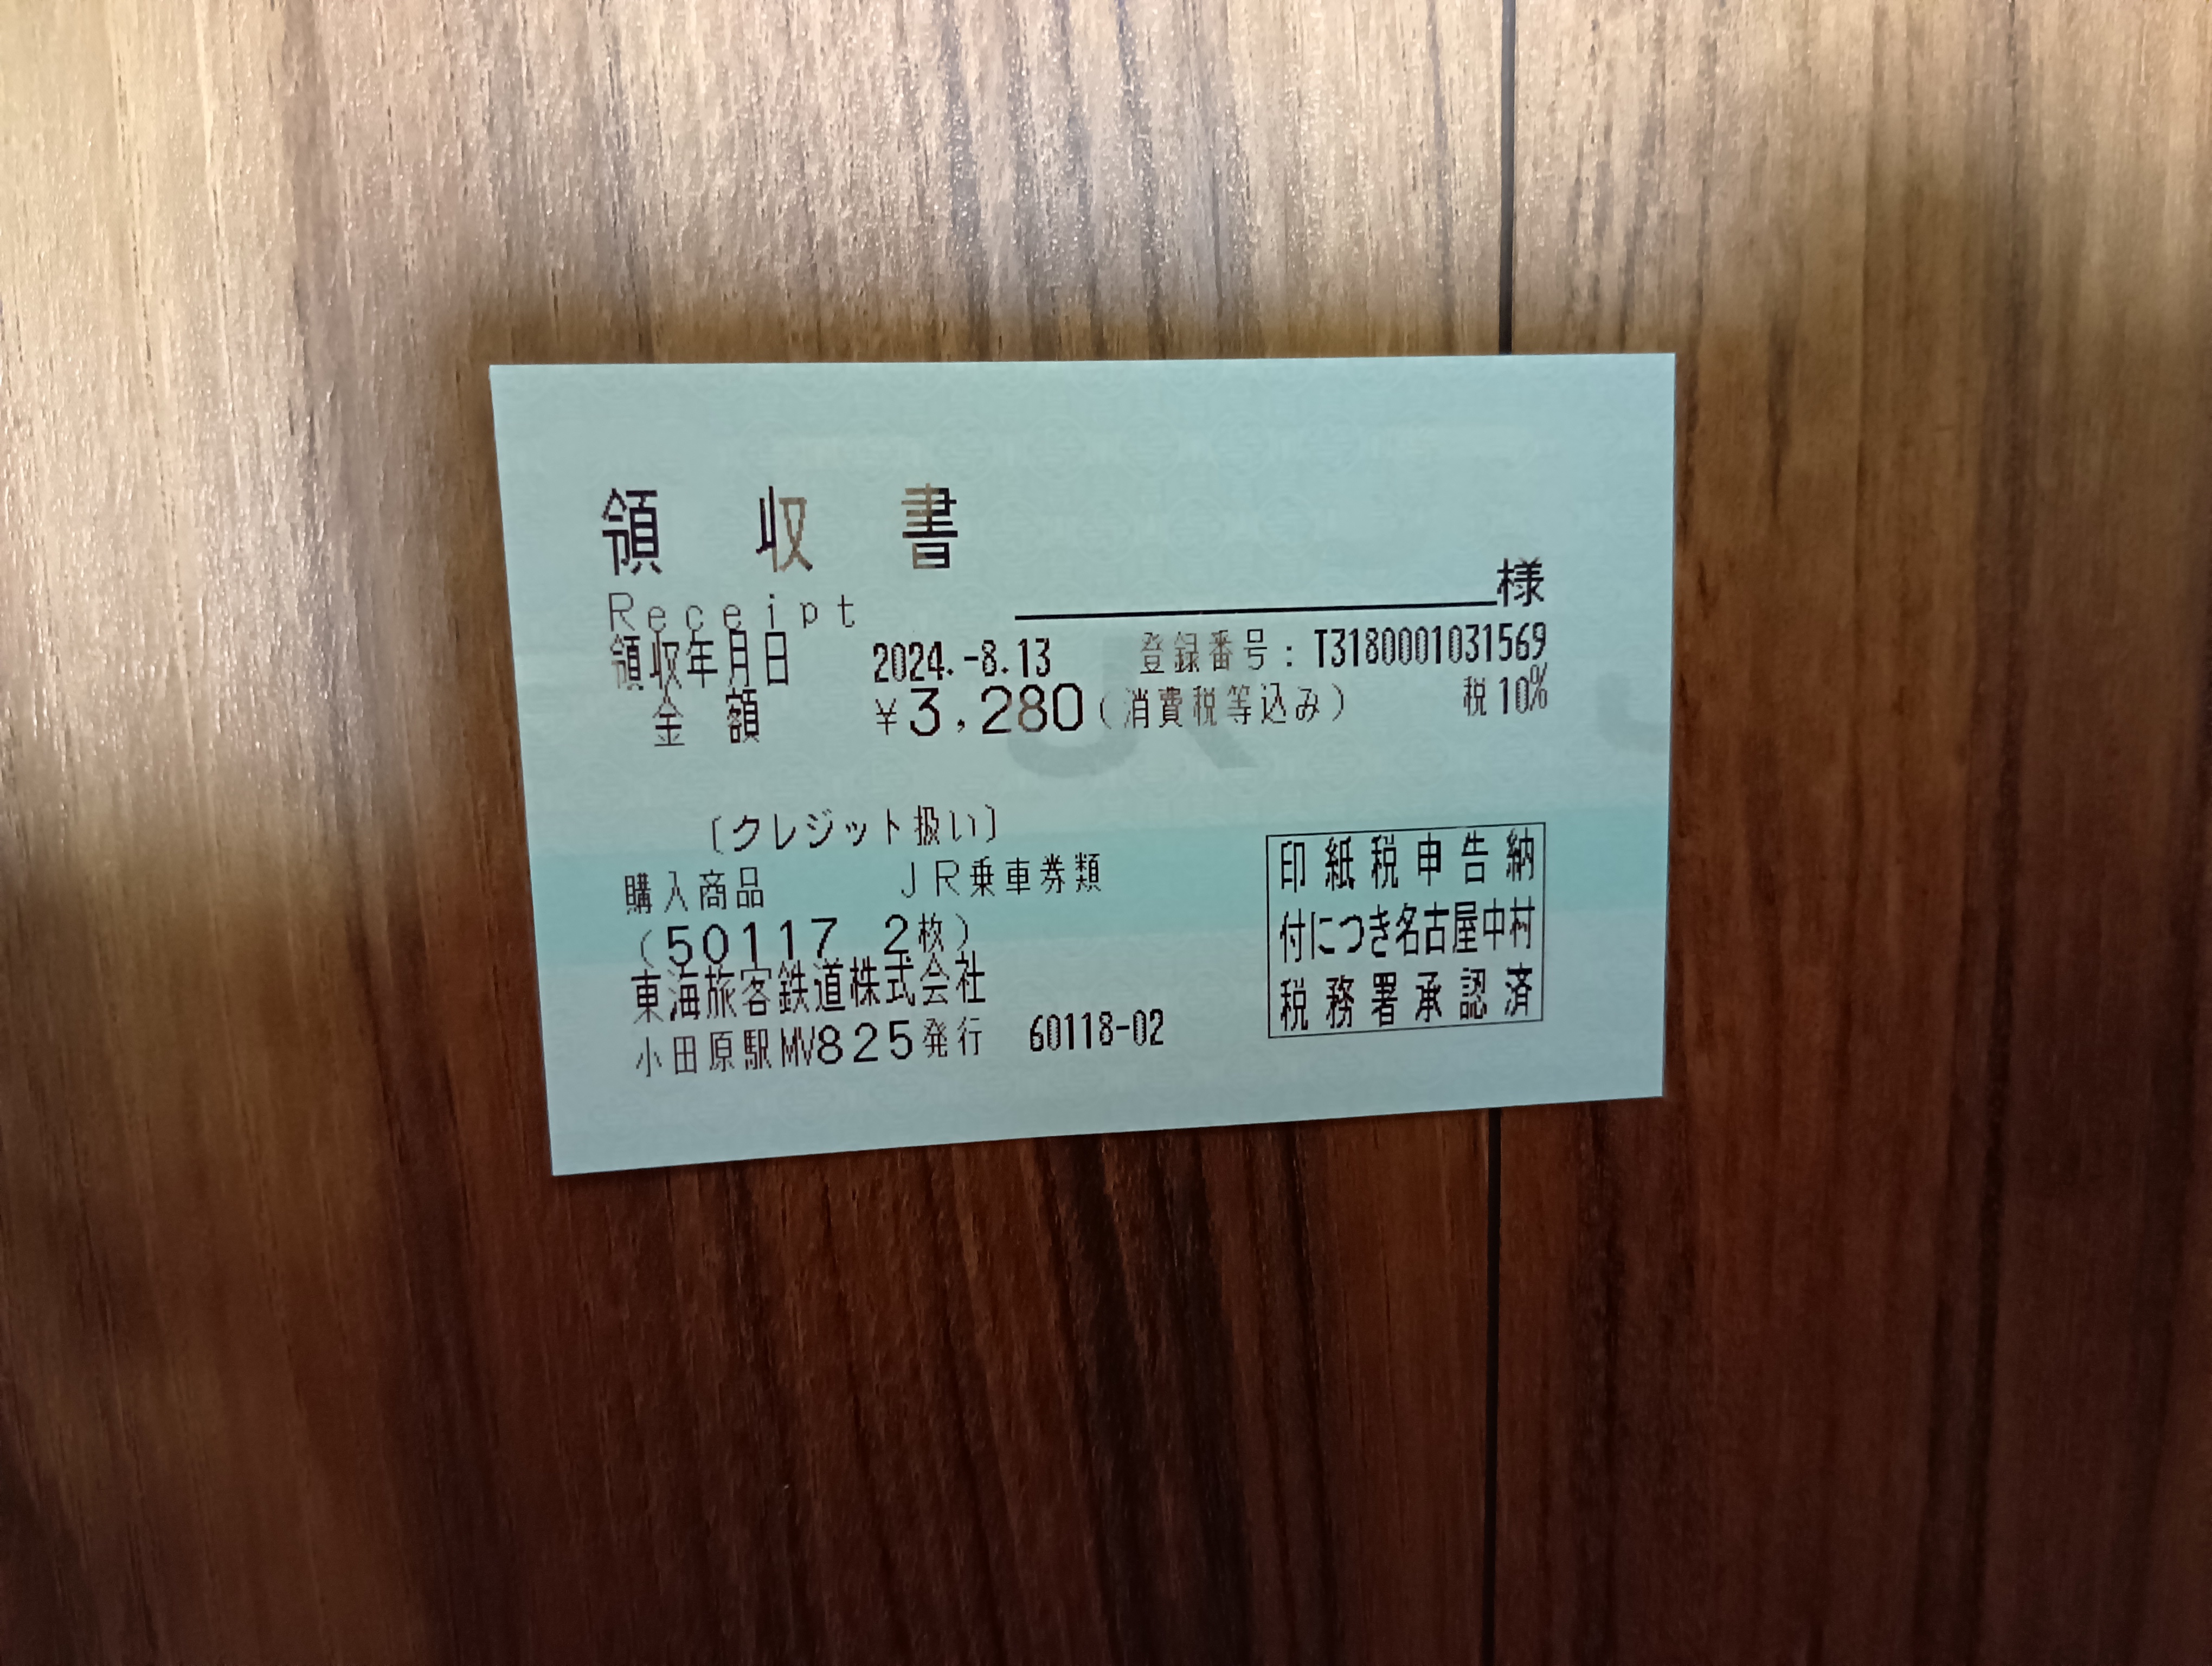 領収書
Receipt
様
領収年月日 2024.-8.13 登録番号:T3180001031569
金額 ¥3,280(消費税等込み) 税10%
JR
〔クレジット扱い〕
購入商品 JR乗車券類
(50117 2枚)
東海旅客鉄道株式会社
小田原駅MV825発行 60118-02
印紙税申告納
付につき名古屋中村
税務署承認済